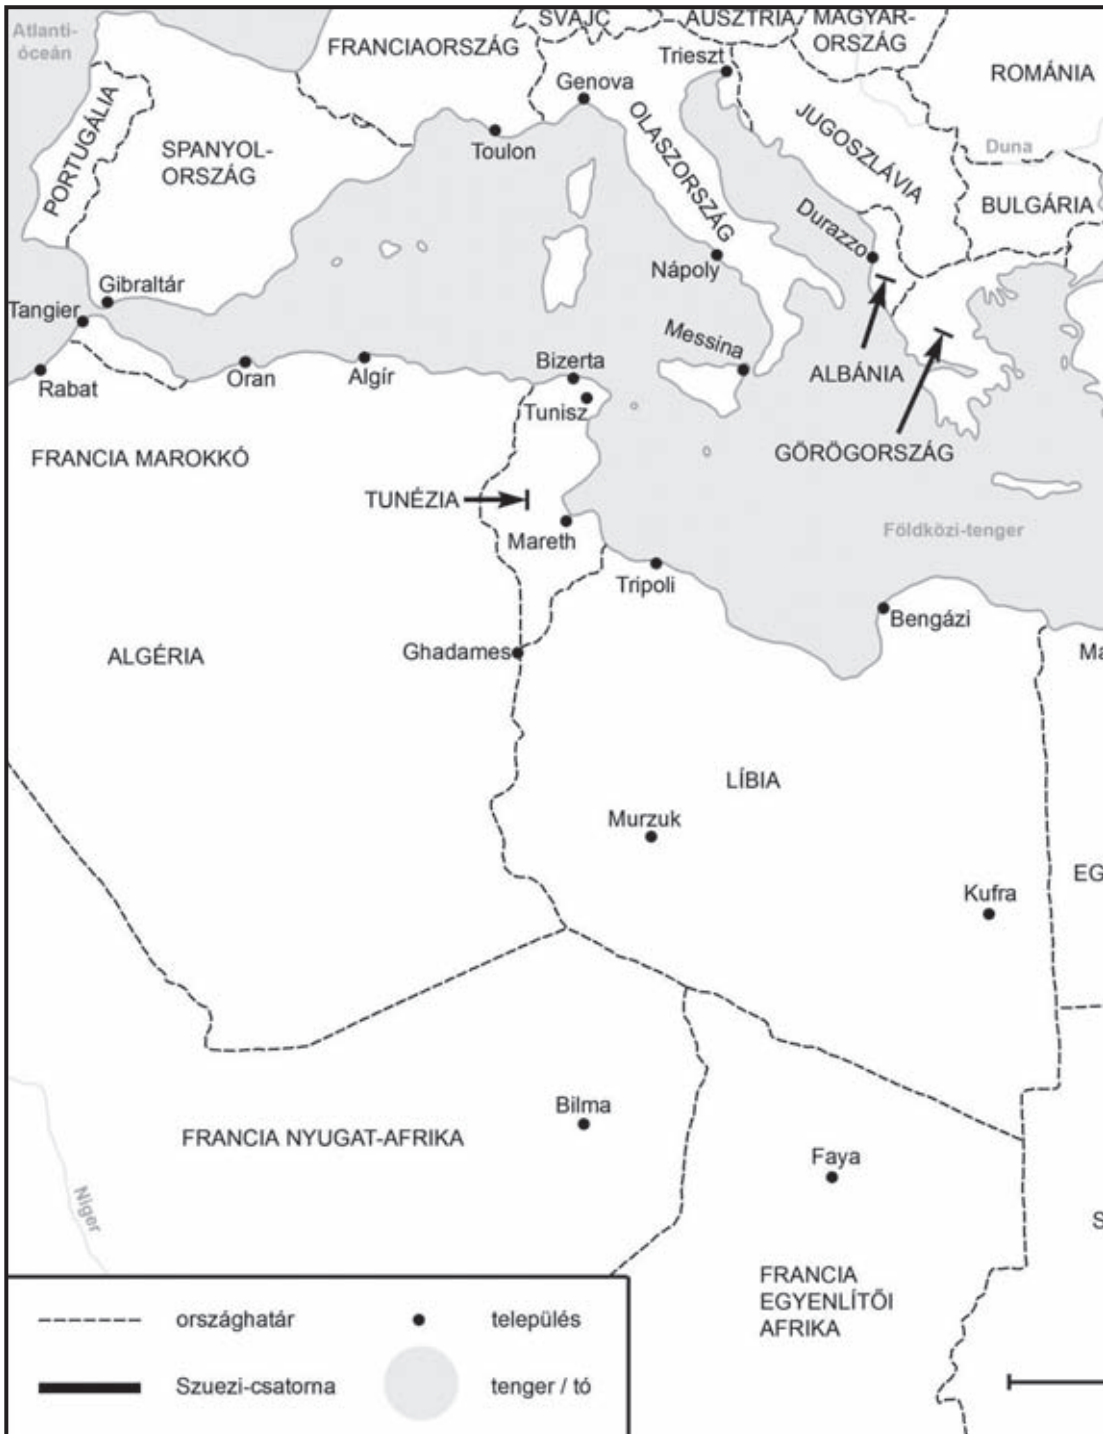 Atlanti-
óceán
SVÁJC
AUSZTRIA
MAGYAR-
ORSZÁG
FRANCIAORSZÁG
Trieszt
ROMÁNIA
Genova
PORTUGÁLIA
SPANYOL-
ORSZÁG
Toulon
OLASZORSZÁG
JUGOSZLÁVIA
Duna
BULGÁRIA
Durazzo
Nápoly
Gibraltár
Tangier
Messina
Rabat
Oran
Algír
Bizerta
Tunisz
ALBÁNIA
FRANCIA MAROKKÓ
GÖRÖGORSZÁG
TUNÉZIA
Mareth
Földközi-tenger
Tripoli
Bengázi
ALGÉRIA
Ghadames
Ma
LÍBIA
Murzuk
EG
Kufra
Bilma
FRANCIA NYUGAT-AFRIKA
Faya
Niger
S
FRANCIA
EGYENLÍTŐI
AFRIKA
országhatár
település
Szuezi-csatorna
tenger / tó